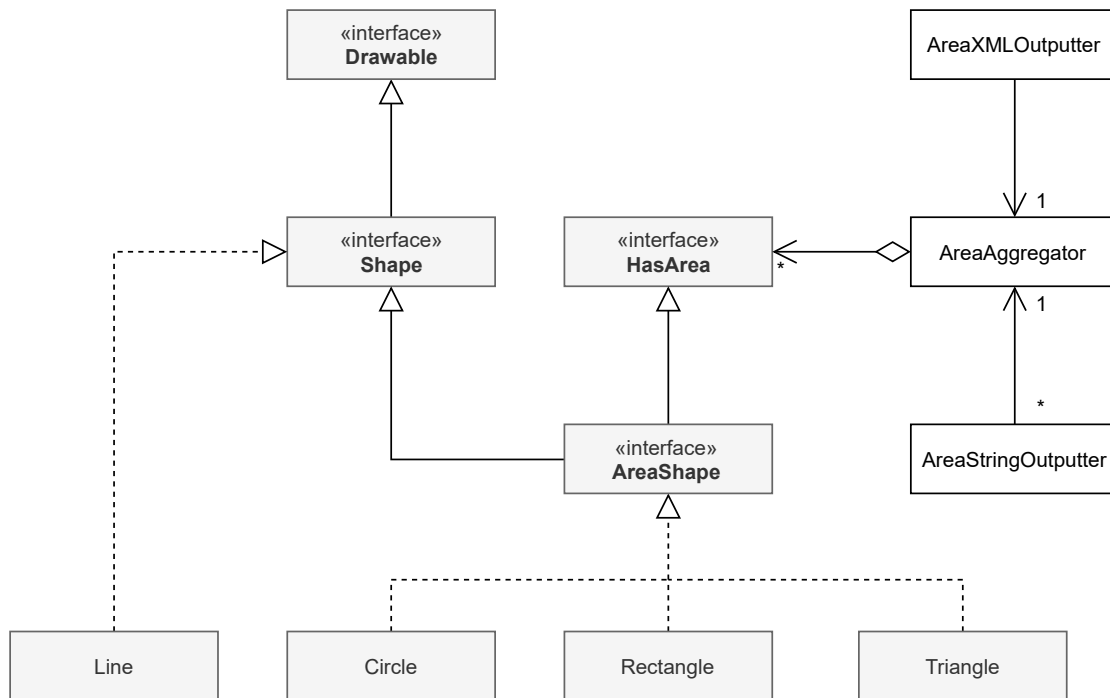 «interface»
Drawable
AreaXMLOutputter
1
«interface»
Shape
«interface»
HasArea
*
AreaAggregator
1
*
«interface»
AreaShape
AreaStringOutputter
Line
Circle
Rectangle
Triangle